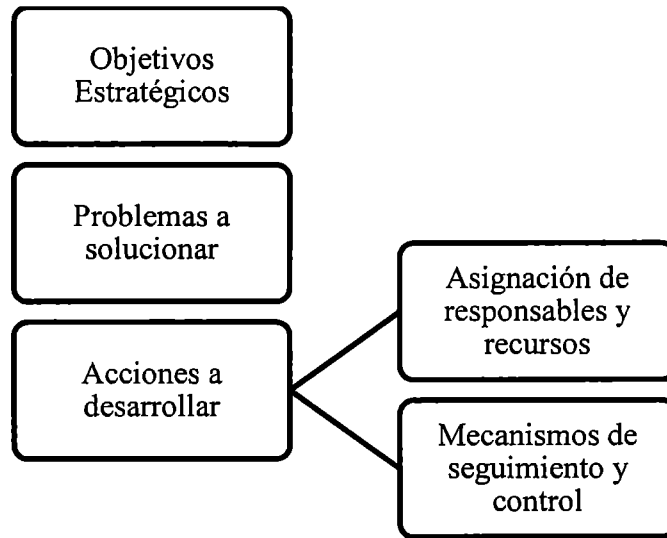 Objetivos
Estratégicos
Problemas a
solucionar
Acciones a
desarrollar
Asignación de
responsables y
recursos
Mecanismos de
seguimiento y
control